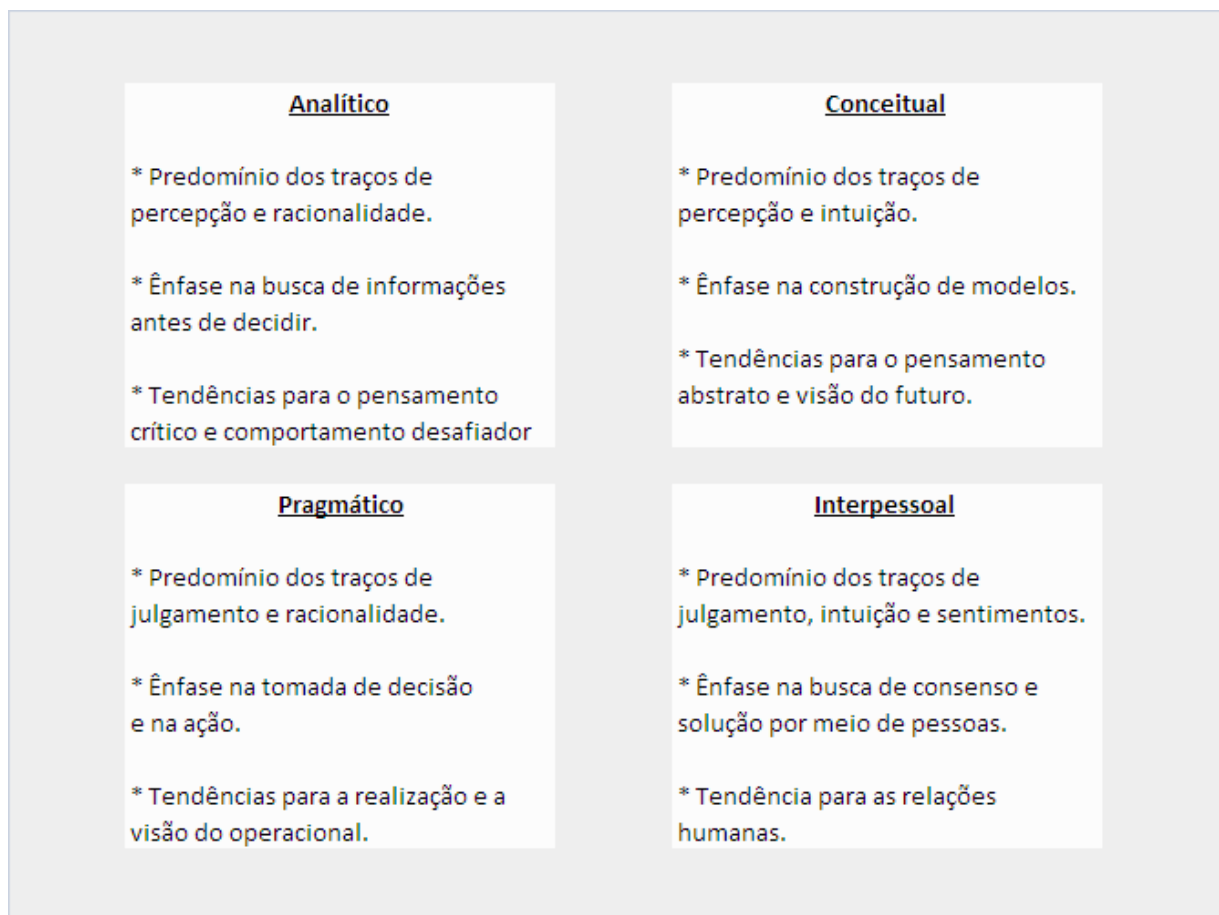 Analítico
* Predomínio dos traços de
percepção e racionalidade.
* Ênfase na busca de informações
antes de decidir.
* Tendências para o pensamento
crítico e comportamento desafiador
Conceitual
* Predomínio dos traços de
percepção e intuição.
* Ênfase na construção de modelos.
* Tendências para o pensamento
abstrato e visão do futuro.
Pragmático
* Predomínio dos traços de
julgamento e racionalidade.
* Ênfase na tomada de decisão
e na ação.
* Tendências para a realização e a
visão do operacional.
Interpessoal
* Predomínio dos traços de
julgamento, intuição e sentimentos.
* Ênfase na busca de consenso e
solução por meio de pessoas.
* Tendência para as relações
humanas.